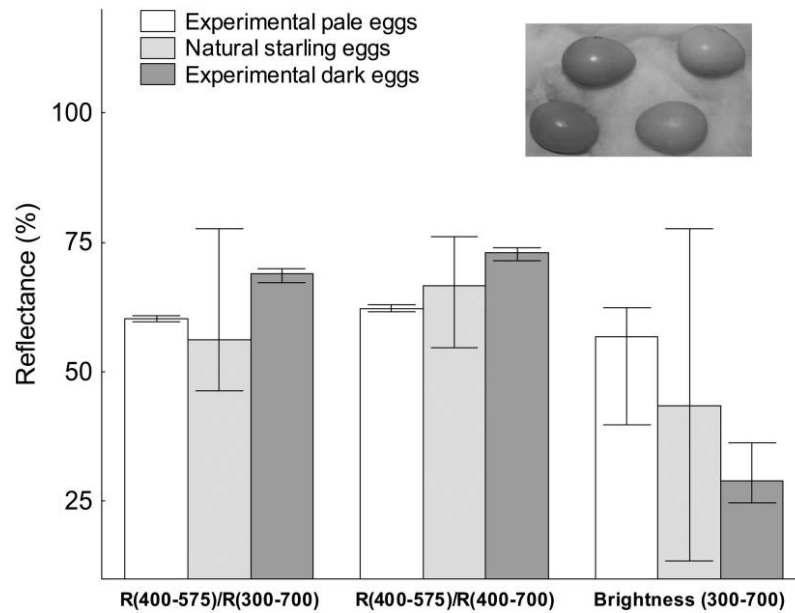 Experimental pale eggs
Natural starling eggs
Experimental dark eggs
100
75
50
25
Reflectance (%)
R(400-575)/R(300-700)
R(400-575)/R(400-700)
Brightness (300-700)